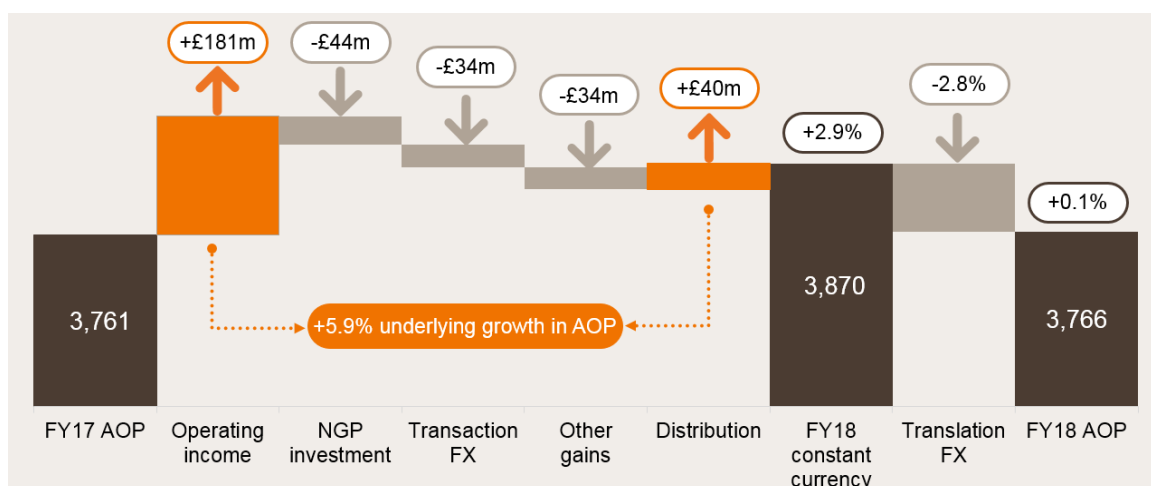 +£181m
-£44m
-£34m
-£34m
+£40m
+2.9%
-2.8%
+0.1%
3,761
+5.9% underlying growth in AOP
3,870
3,766
FY17 AOP
Operating
income
NGP
investment
Transaction
FX
Other
gains
Distribution
FY18
constant
currency
Translation
FX
FY18 AOP